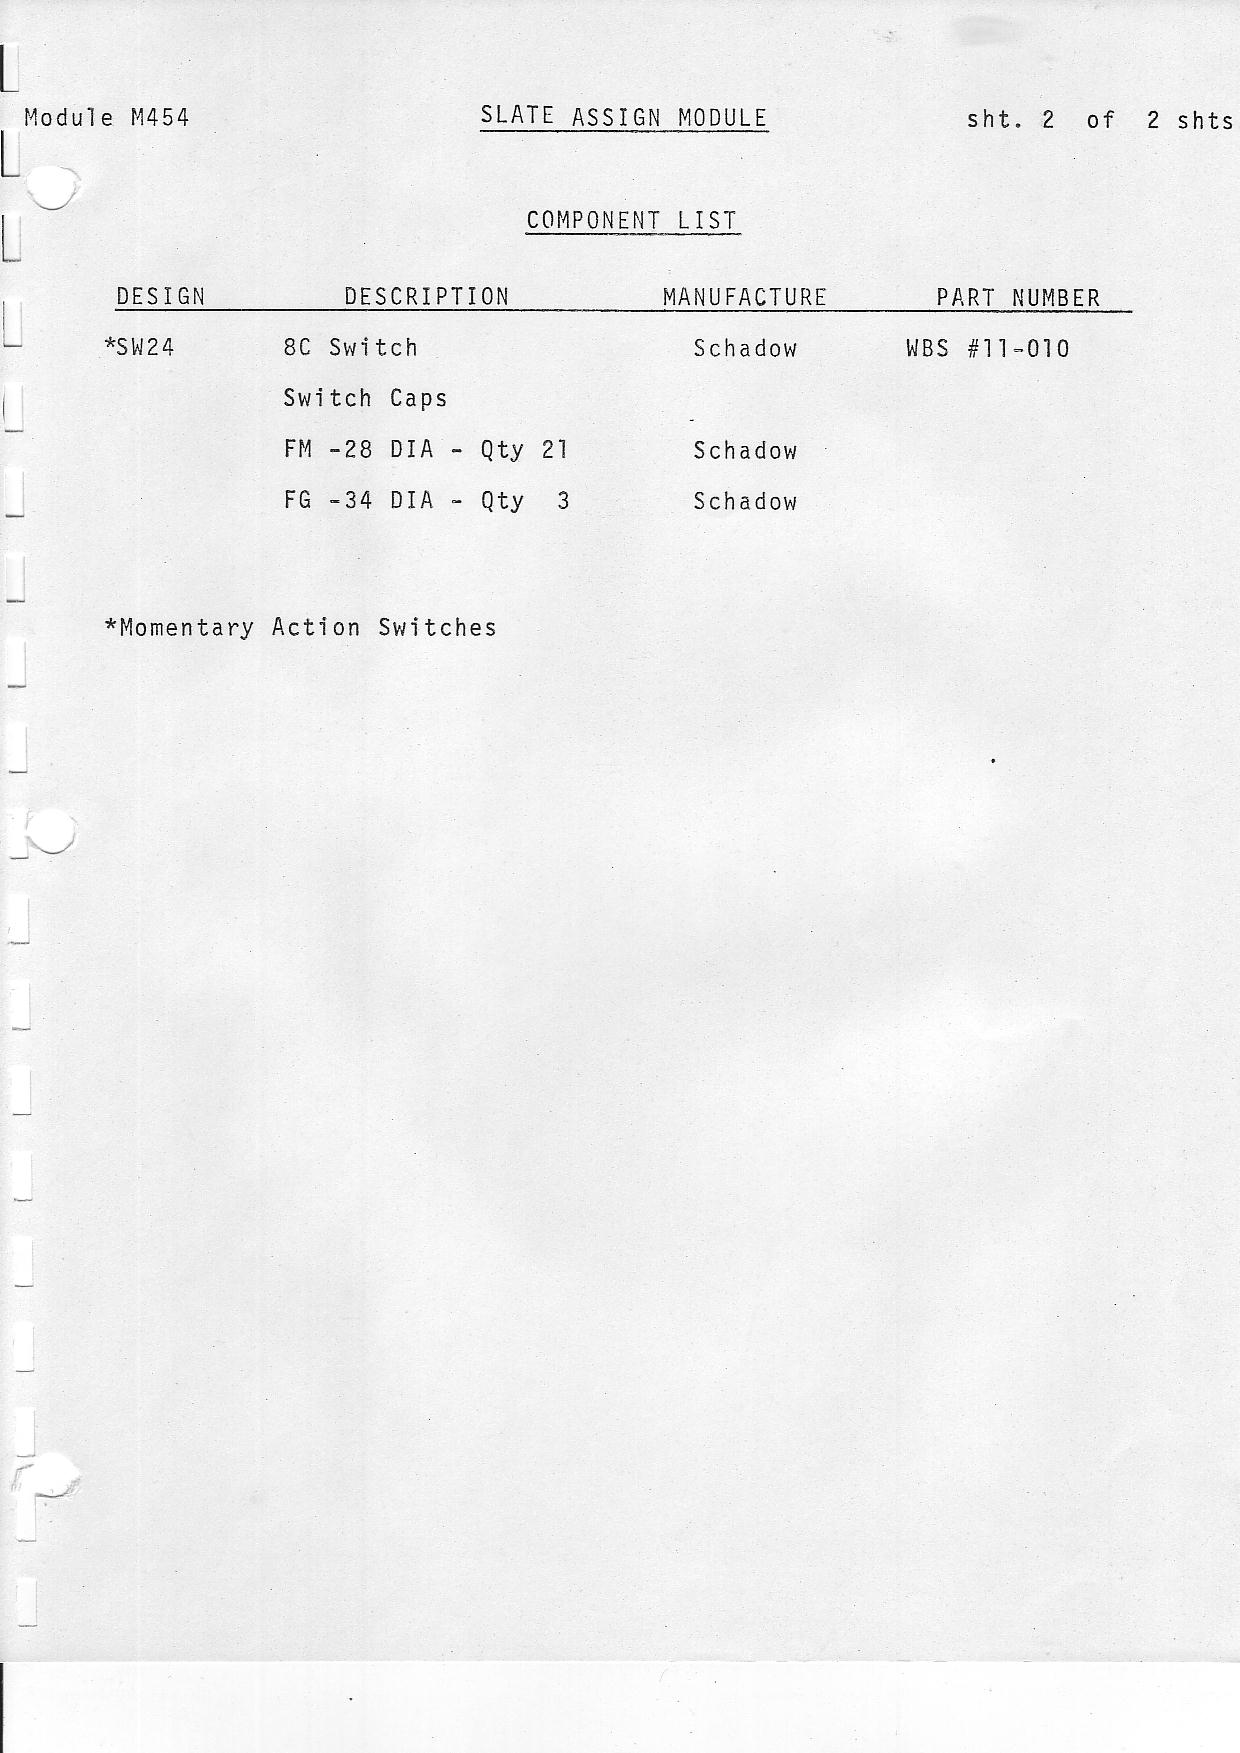 Module M454 SLATE ASSIGN MODULE sht. 2 of 2 shts
COMPONENT LIST
DESIGN DESCRIPTION MANUFACTURE PART NUMBER
*SW24 8C Switch Schadow WBS #11-010
Switch Caps
FM -28 DIA - Qty 21 Schadow
FG -34 DIA - Qty 3 Schadow
*Momentary Action Switches